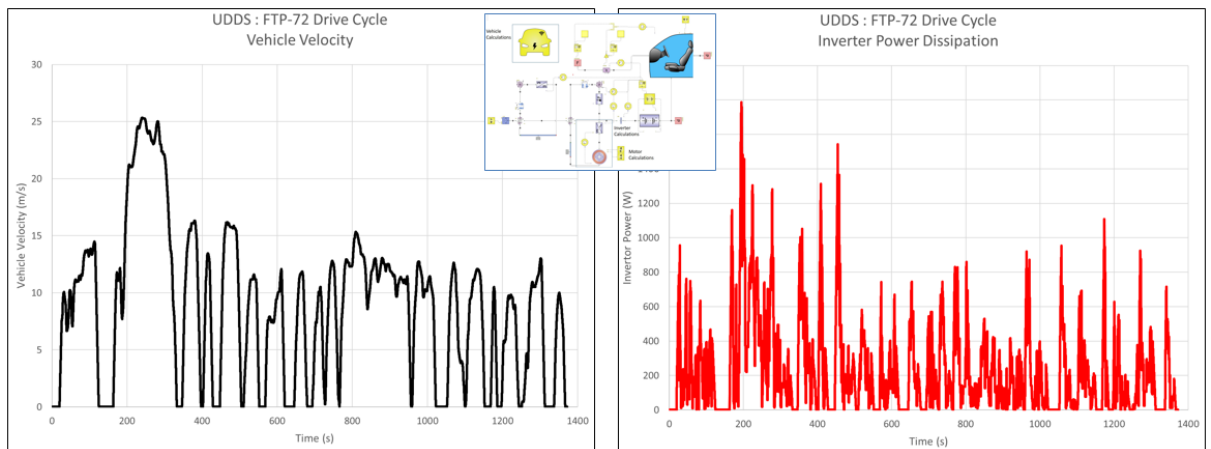 UDDS : FTP-72 Drive Cycle
Vehicle Velocity
Vehicle Velocity (m/s)
30
25
20
15
10
5
0
0 200 400 600 800 1000 1200 1400
Time (s)
Vehicle
Calculations
Inverter
Calculations
Motor
Calculations
UDDS : FTP-72 Drive Cycle
Inverter Power Dissipation
Invertor Power (W)
1200
1000
800
600
400
200
0
0 200 400 600 800 1000 1200 1400
Time (s)